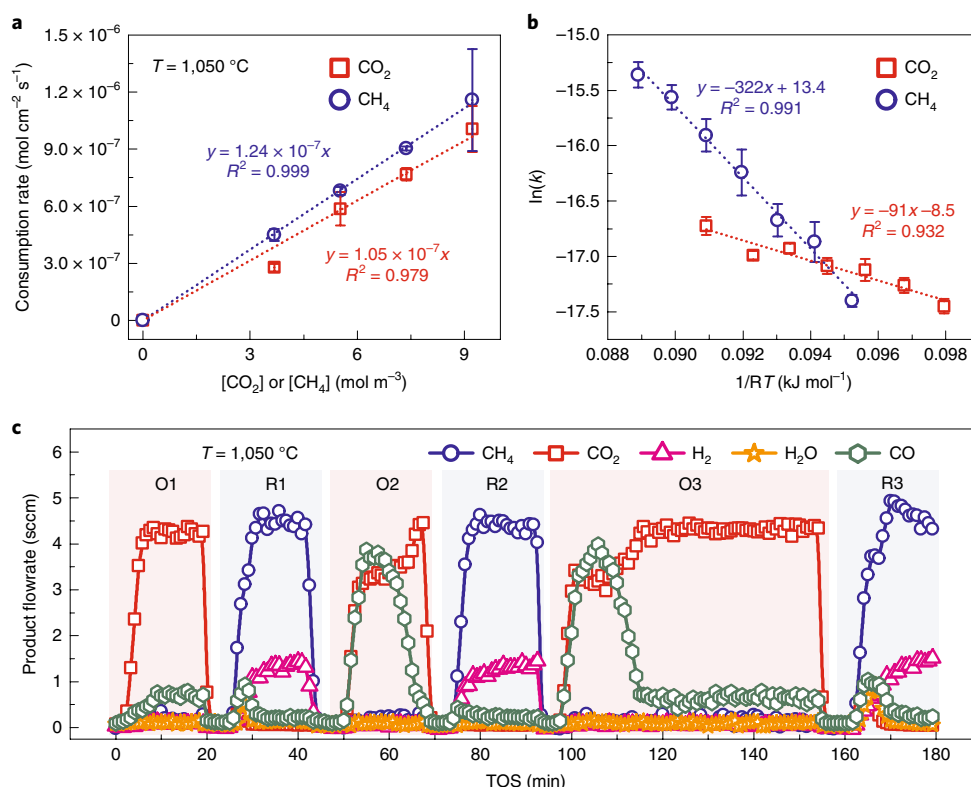 a
1.5 × 10⁻⁶
1.2 × 10⁻⁶
9.0 × 10⁻⁷
6.0 × 10⁻⁷
3.0 × 10⁻⁷
0
Consumption rate (mol cm⁻² s⁻¹)
T = 1,050 °C
CO₂
CH₄
y = 1.24 × 10⁻⁷x
R² = 0.999
y = 1.05 × 10⁻⁷x
R² = 0.979
0 3 6 9
[CO₂] or [CH₄] (mol m⁻³)
b
−15.0
−15.5
−16.0
−16.5
−17.0
−17.5
ln(k)
CO₂
CH₄
y = −322x + 13.4
R² = 0.991
y = −91x−8.5
R² = 0.932
0.088 0.090 0.092 0.094 0.096 0.098
1/RT (kJ mol⁻¹)
c
6
5
4
3
2
1
0
Product flowrate (sccm)
T = 1,050 °C
CH₄ CO₂ H₂ H₂O CO
O1 R1 O2 R2 O3 R3
0 20 40 60 80 100 120 140 160 180
TOS (min)